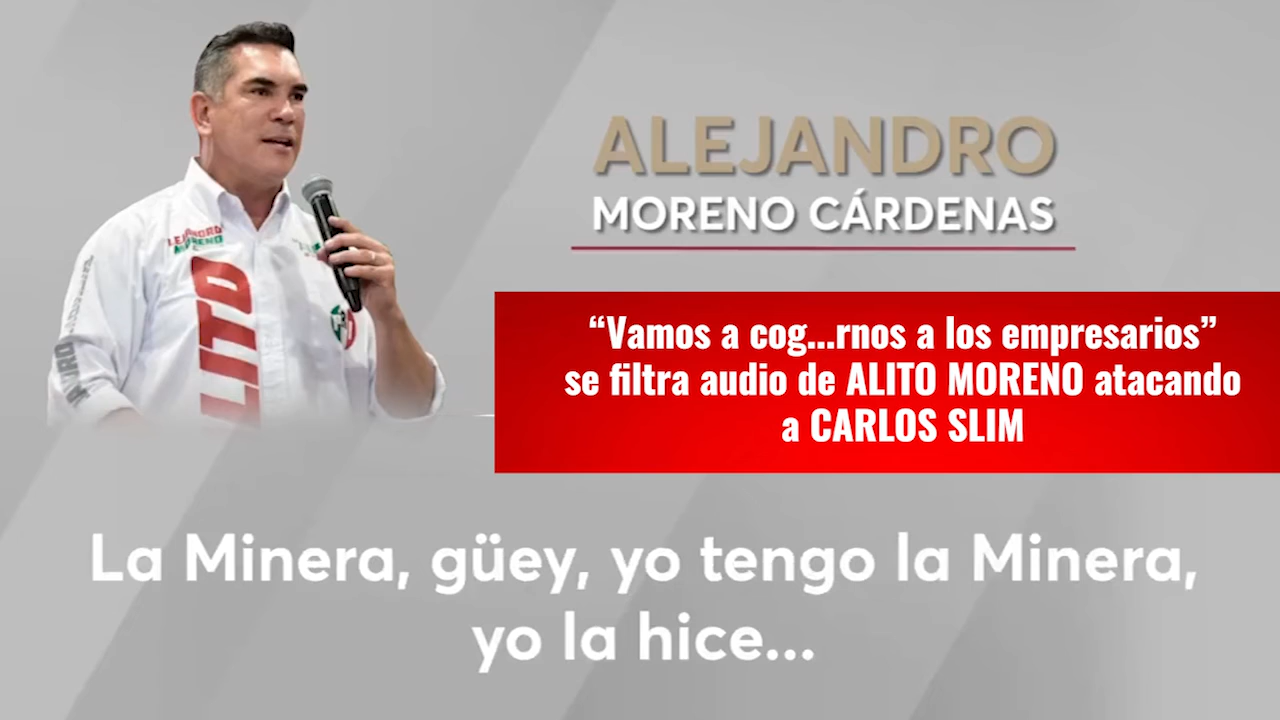 ALEJANDRO
MORENO CÁRDENAS
“Vamos a cog...rnos a los empresarios”
se filtra audio de ALITO MORENO atacando
a CARLOS SLIM
La Minera, güey, yo tengo la Minera,
yo la hice...
LITO